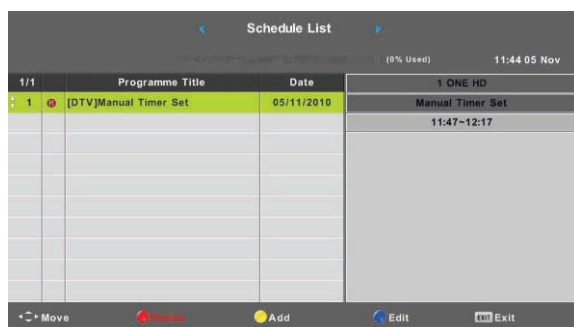 Schedule List
(0% Used) 11:44 05 Nov
1/1 Programme Title Date 1 ONE HD
1 R [DTV]Manual Timer Set 05/11/2010 Manual Timer Set
11:47~12:17
Move Delete Add Edit EXIT Exit